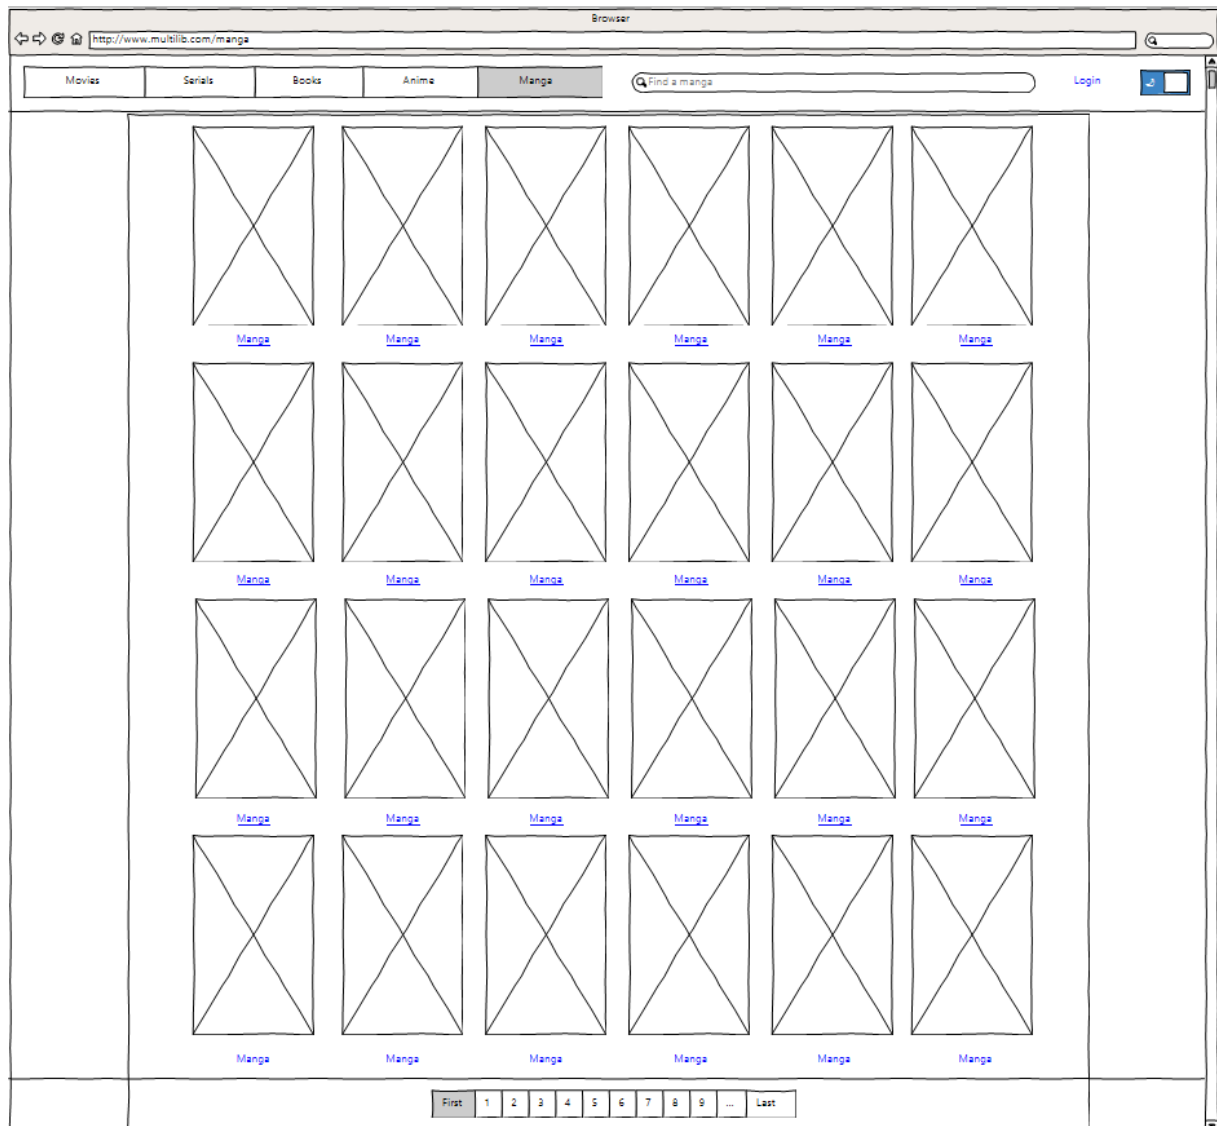 Browser
http://www.multilib.com/manga
Movies Serials Books Anime Manga Find a manga Login
Manga Manga Manga Manga Manga Manga
Manga Manga Manga Manga Manga Manga
Manga Manga Manga Manga Manga Manga
Manga Manga Manga Manga Manga Manga
First 1 2 3 4 5 6 7 8 9 ... Last